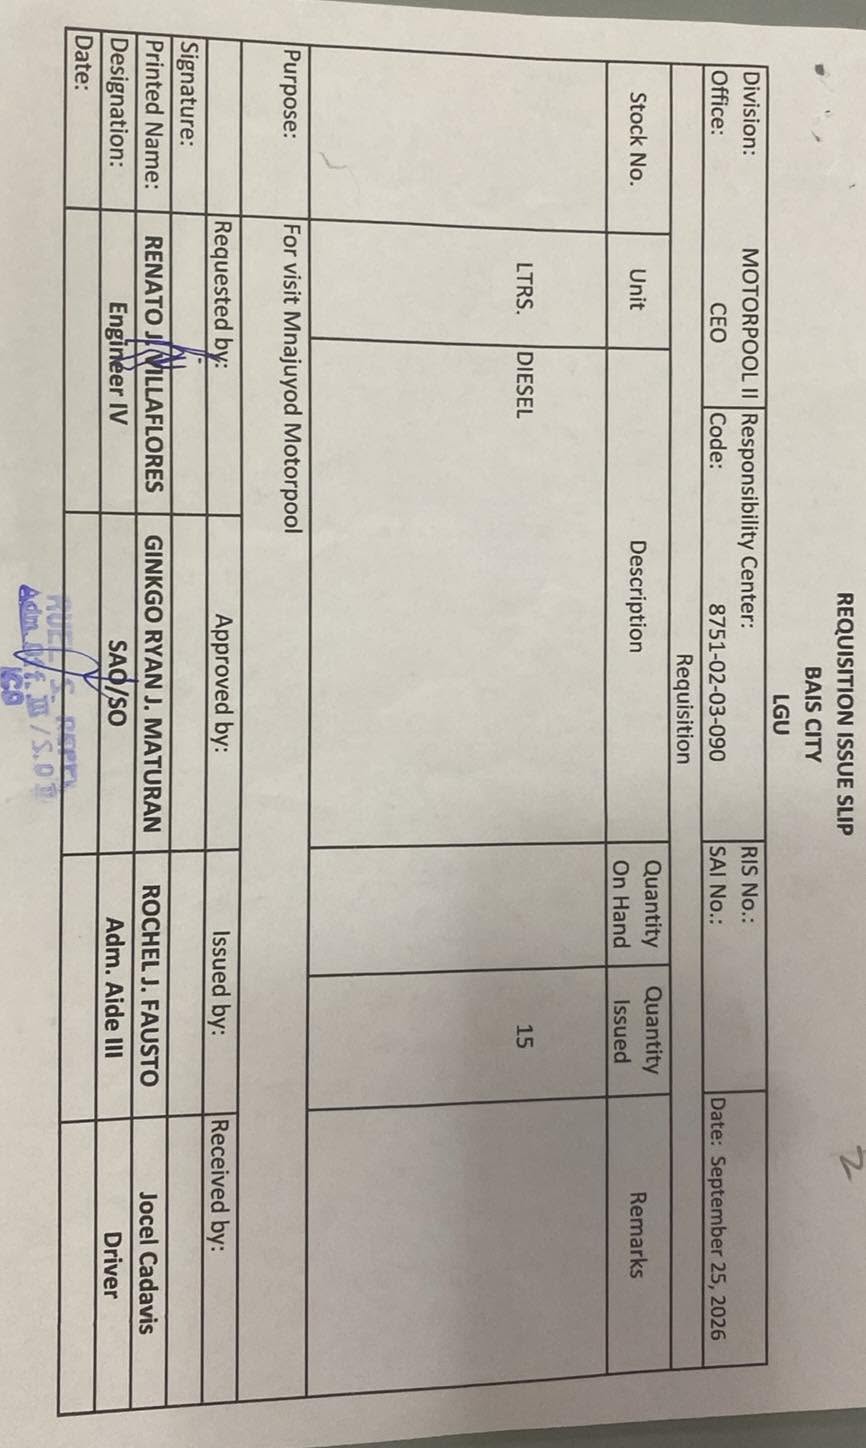 2
REQUISITION ISSUE SLIP
BAIS CITY
LGU
Division: MOTORPOOL II Responsibility Center: RIS No.:
Office: CEO Code: 8751-02-03-090 SAI No.: Date: September 25, 2026
Requisition
Stock No. Unit Description Quantity On Hand Quantity Issued Remarks
LTRS. DIESEL 15
Purpose: For visit Mnajuyod Motorpool
Requested by: Approved by: Issued by: Received by:
Signature:
Printed Name: RENATO J. VILLAFLORES GINKGO RYAN J. MATURAN ROCHEL J. FAUSTO Jocel Cadavis
Designation: Engineer IV SAO/SO Adm. Aide III Driver
Date: